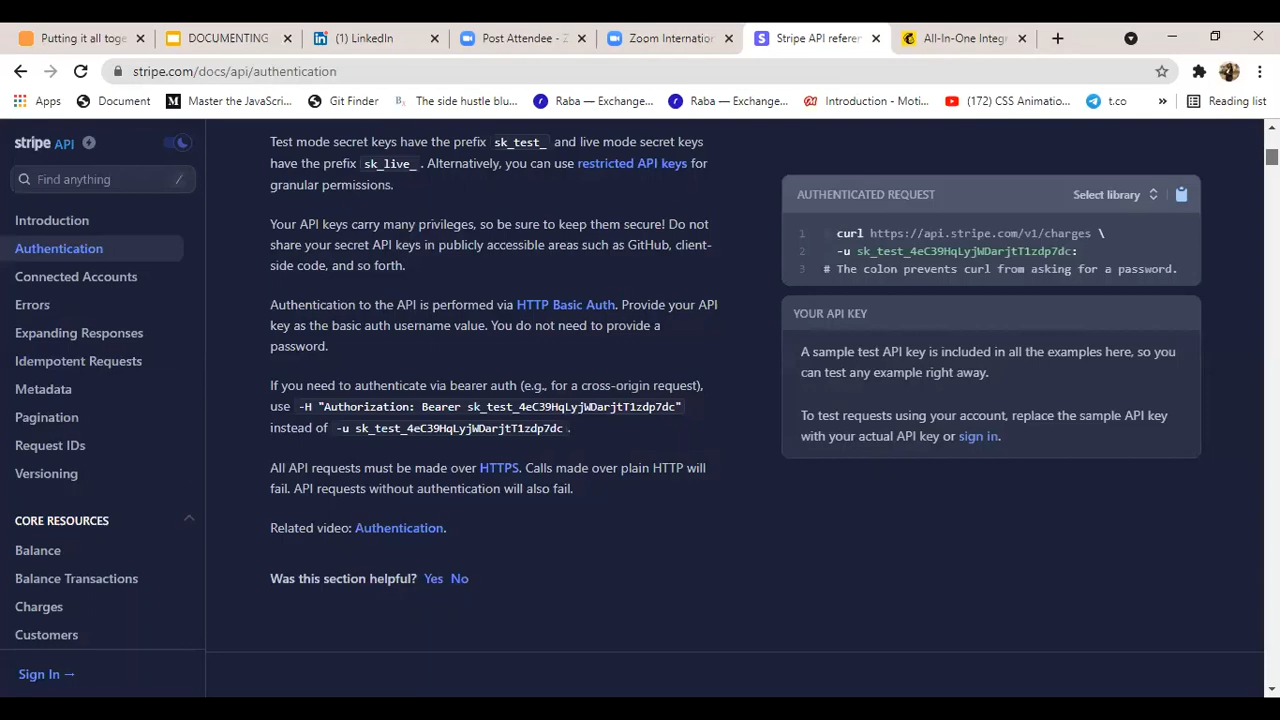 Putting it all toge
DOCUMENTING
(1) LinkedIn
Post Attendee - Z
Zoom Internatio
Stripe API refere
All-In-One Integ
stripe.com/docs/api/authentication
Apps
Document
Master the JavaScri...
Git Finder
The side hustle blu...
Raba — Exchange...
Raba — Exchange...
Introduction - Moti...
(172) CSS Animatio...
t.co
»
Reading list
stripe API
Find anything /
Introduction
Authentication
Connected Accounts
Errors
Expanding Responses
Idempotent Requests
Metadata
Pagination
Request IDs
Versioning
CORE RESOURCES
Balance
Balance Transactions
Charges
Customers
Sign In →
Test mode secret keys have the prefix sk_test_ and live mode secret keys
have the prefix sk_live_ . Alternatively, you can use restricted API keys for
granular permissions.
Your API keys carry many privileges, so be sure to keep them secure! Do not
share your secret API keys in publicly accessible areas such as GitHub, client-
side code, and so forth.
Authentication to the API is performed via HTTP Basic Auth. Provide your API
key as the basic auth username value. You do not need to provide a
password.
If you need to authenticate via bearer auth (e.g., for a cross-origin request),
use -H "Authorization: Bearer sk_test_4eC39HqLyjWDarjtT1zdp7dc"
instead of -u sk_test_4eC39HqLyjWDarjtT1zdp7dc .
All API requests must be made over HTTPS. Calls made over plain HTTP will
fail. API requests without authentication will also fail.
Related video: Authentication.
Was this section helpful? Yes No
AUTHENTICATED REQUEST
Select library
1 curl https://api.stripe.com/v1/charges \
2 -u sk_test_4eC39HqLyjWDarjtT1zdp7dc:
3 # The colon prevents curl from asking for a password.
YOUR API KEY
A sample test API key is included in all the examples here, so you
can test any example right away.
To test requests using your account, replace the sample API key
with your actual API key or sign in.